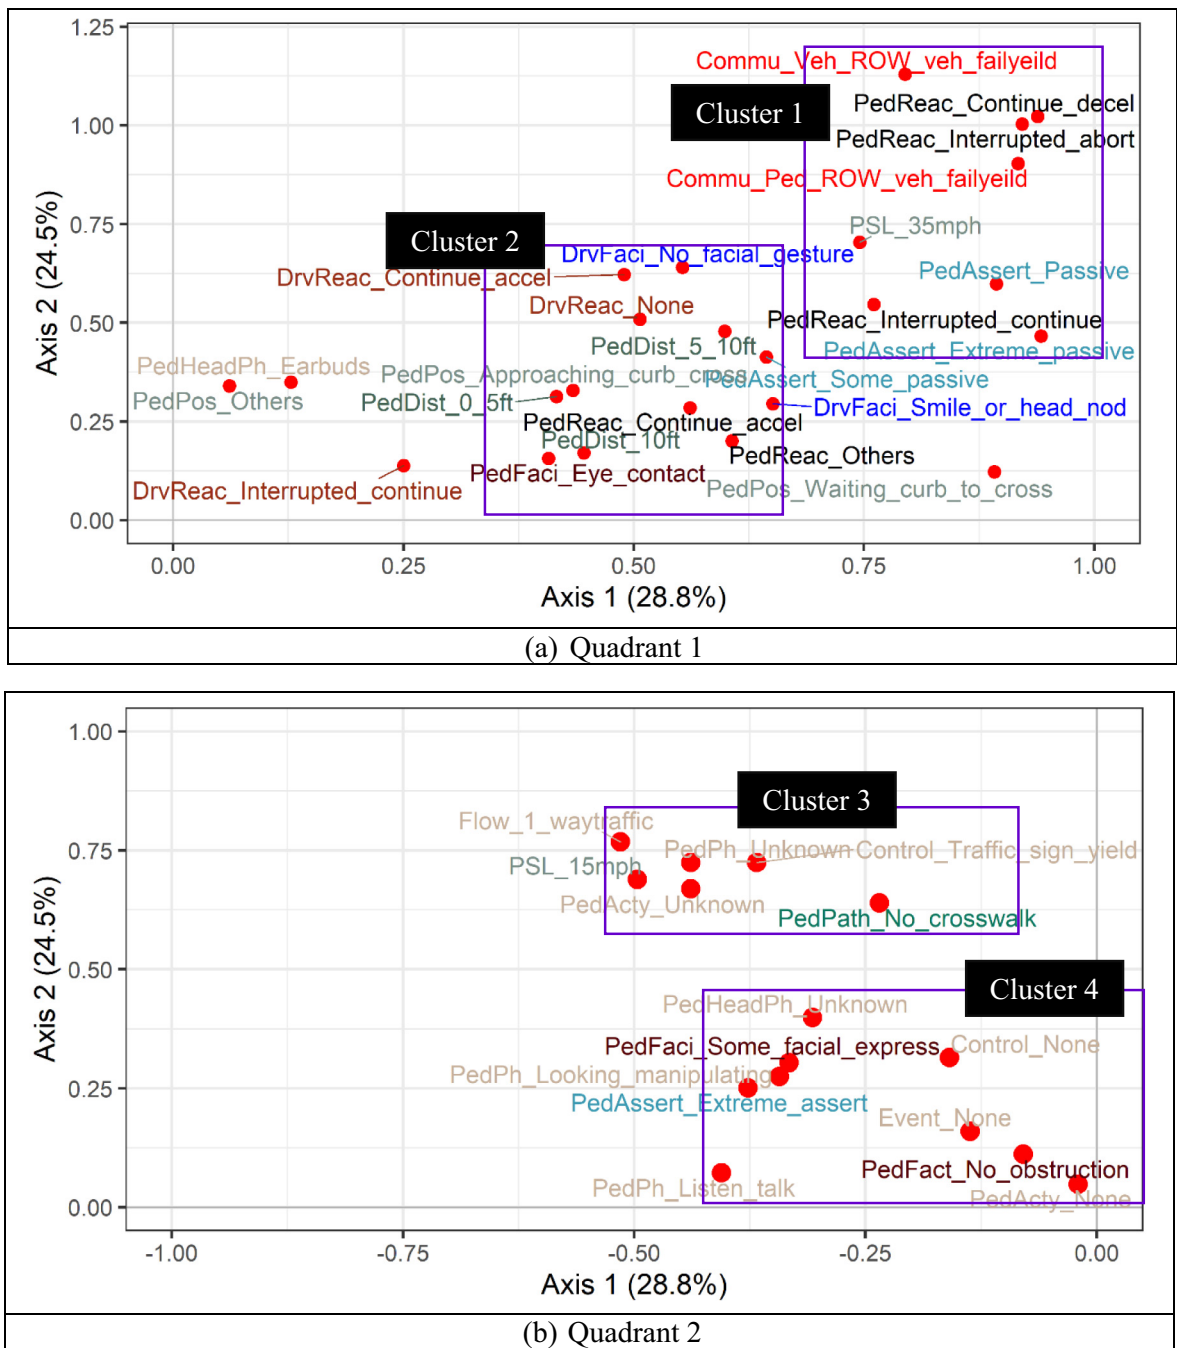 1.25
Commu_Veh_ROW_veh_failyeild
PedReac_Continue_decel
Cluster 1
1.00
PedReac_Interrupted_abort
Commu_Ped_ROW_veh_failyeild
0.75
PSL_35mph
Cluster 2
DrvFaci_No_facial_gesture
PedAssert_Passive
DrvReac_Continue_accel
DrvReac_None
0.50
PedReac_Interrupted_continue
PedDist_5_10ft
PedAssert_Extreme_passive
PedHeadPh_Earbuds
PedPos_Approaching_curb_cross
PedAssert_Some_passive
PedPos_Others
PedDist_0_5ft
DrvFaci_Smile_or_head_nod
0.25
PedReac_Continue_accel
PedDist_10ft
PedReac_Others
PedFaci_Eye_contact
DrvReac_Interrupted_continue
PedPos_Waiting_curb_to_cross
0.00
Axis 2 (24.5%)
0.00 0.25 0.50 0.75 1.00
Axis 1 (28.8%)
(a) Quadrant 1
1.00
Cluster 3
Flow_1_waytraffic
0.75
PedPh_Unknown
Control_Traffic_sign_yield
PSL_15mph
PedActy_Unknown
PedPath_No_crosswalk
0.50
Cluster 4
PedHeadPh_Unknown
PedFaci_Some_facial_express
Control_None
PedPh_Looking_manipulating
0.25
PedAssert_Extreme_assert
Event_None
PedFact_No_obstruction
PedPh_Listen_talk
PedActy_None
0.00
Axis 2 (24.5%)
-1.00 -0.75 -0.50 -0.25 0.00
Axis 1 (28.8%)
(b) Quadrant 2